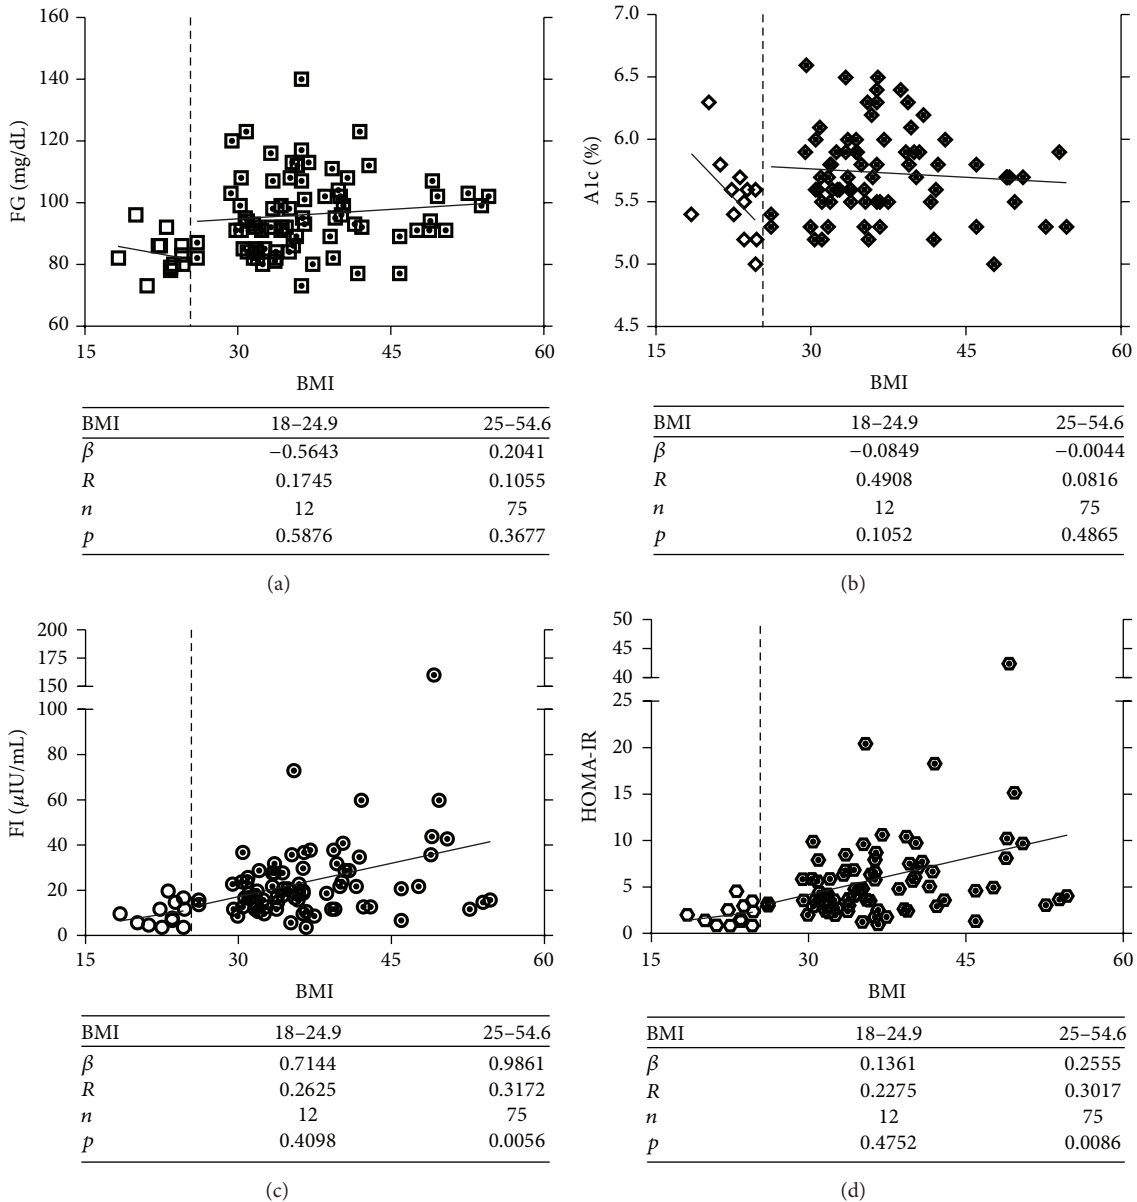 160
140
120
100
80
60
FG (mg/dL)
15 30 45 60
BMI
BMI 18–24.9 25–54.6
β −0.5643 0.2041
R 0.1745 0.1055
n 12 75
p 0.5876 0.3677
(a)
7.0
6.5
6.0
5.5
5.0
4.5
A1c (%)
15 30 45 60
BMI
BMI 18–24.9 25–54.6
β −0.0849 −0.0044
R 0.4908 0.0816
n 12 75
p 0.1052 0.4865
(b)
200
175
150
100
80
60
40
20
0
FI (μIU/mL)
15 30 45 60
BMI
BMI 18–24.9 25–54.6
β 0.7144 0.9861
R 0.2625 0.3172
n 12 75
p 0.4098 0.0056
(c)
50
45
40
25
20
15
10
5
0
HOMA-IR
15 30 45 60
BMI
BMI 18–24.9 25–54.6
β 0.1361 0.2555
R 0.2275 0.3017
n 12 75
p 0.4752 0.0086
(d)